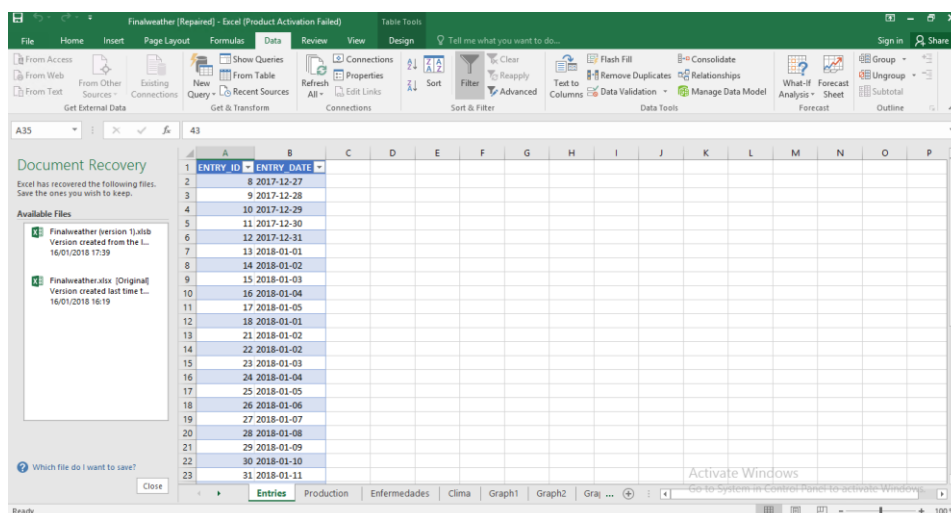 Finalweather [Repaired] - Excel (Product Activation Failed)
Table Tools
File Home Insert Page Layout Formulas Data Review View Design Tell me what you want to do... Sign in Share
From Access
From Web
From Text
From Other Sources
Existing Connections
Get External Data
New Query
Show Queries
From Table
Recent Sources
Get & Transform
Refresh All
Connections
Properties
Edit Links
Connections
Sort
Filter
Clear
Reapply
Advanced
Sort & Filter
Text to Columns
Flash Fill
Remove Duplicates
Data Validation
Consolidate
Relationships
Manage Data Model
Data Tools
What-If Analysis
Forecast Sheet
Forecast
Group
Ungroup
Subtotal
Outline
A35 fx 43
Document Recovery
Excel has recovered the following files.
Save the ones you wish to keep.
Available Files
Finalweather (version 1).xlsb
Version created from the l...
16/01/2018 17:39
Finalweather.xlsx [Original]
Version created last time t...
16/01/2018 16:19
Which file do I want to save?
Close
A B C D E F G H I J K L M N O P
1 ENTRY_ID ENTRY_DATE
2 8 2017-12-27
3 9 2017-12-28
4 10 2017-12-29
5 11 2017-12-30
6 12 2017-12-31
7 13 2018-01-01
8 14 2018-01-02
9 15 2018-01-03
10 16 2018-01-04
11 17 2018-01-05
12 18 2018-01-01
13 21 2018-01-02
14 22 2018-01-02
15 23 2018-01-03
16 24 2018-01-04
17 25 2018-01-05
18 26 2018-01-06
19 27 2018-01-07
20 28 2018-01-08
21 29 2018-01-09
22 30 2018-01-10
23 31 2018-01-11
Activate Windows
Go to System in Control Panel to activate Windows.
Entries Production Enfermedades Clima Graph1 Graph2 Gra ...
Ready